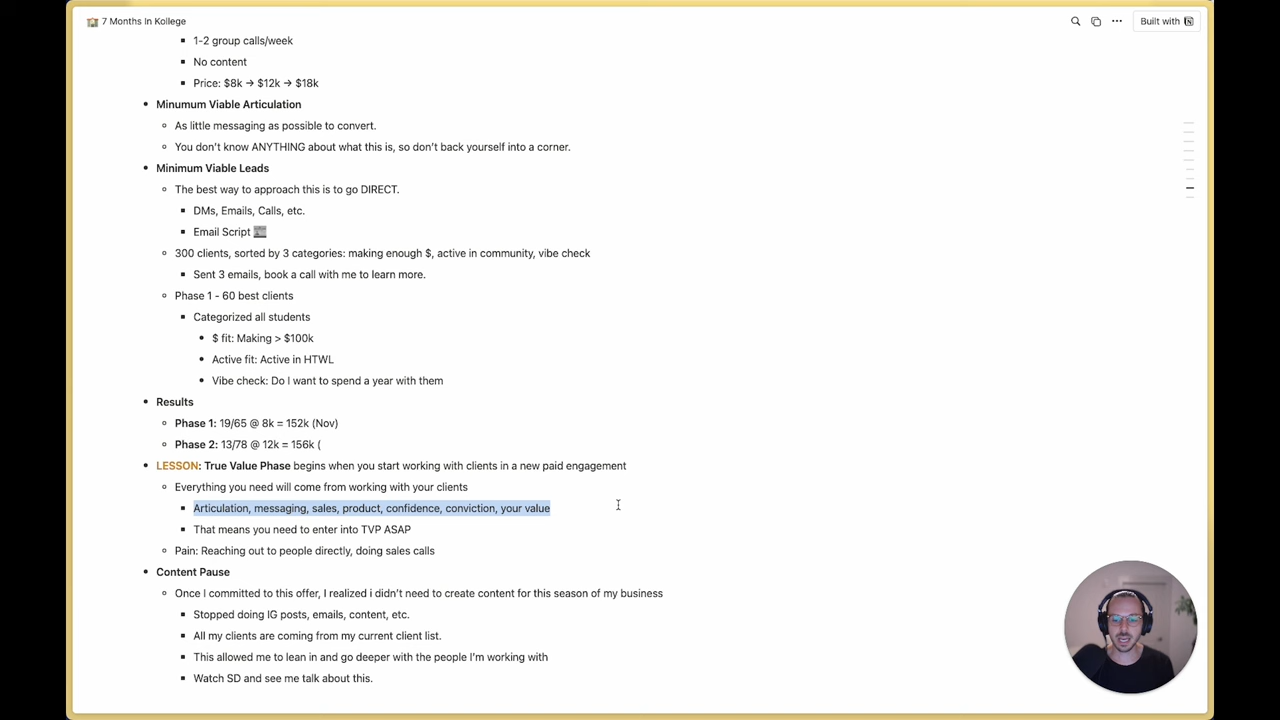 7 Months In Kollege
Built with
1-2 group calls/week
No content
Price: $8k → $12k → $18k
Minumum Viable Articulation
As little messaging as possible to convert.
You don't know ANYTHING about what this is, so don't back yourself into a corner.
Minimum Viable Leads
The best way to approach this is to go DIRECT.
DMs, Emails, Calls, etc.
Email Script
300 clients, sorted by 3 categories: making enough $, active in community, vibe check
Sent 3 emails, book a call with me to learn more.
Phase 1 - 60 best clients
Categorized all students
$ fit: Making > $100k
Active fit: Active in HTWL
Vibe check: Do I want to spend a year with them
Results
Phase 1: 19/65 @ 8k = 152k (Nov)
Phase 2: 13/78 @ 12k = 156k (
LESSON: True Value Phase begins when you start working with clients in a new paid engagement
Everything you need will come from working with your clients
Articulation, messaging, sales, product, confidence, conviction, your value
That means you need to enter into TVP ASAP
Pain: Reaching out to people directly, doing sales calls
Content Pause
Once I committed to this offer, I realized i didn't need to create content for this season of my business
Stopped doing IG posts, emails, content, etc.
All my clients are coming from my current client list.
This allowed me to lean in and go deeper with the people I'm working with
Watch SD and see me talk about this.